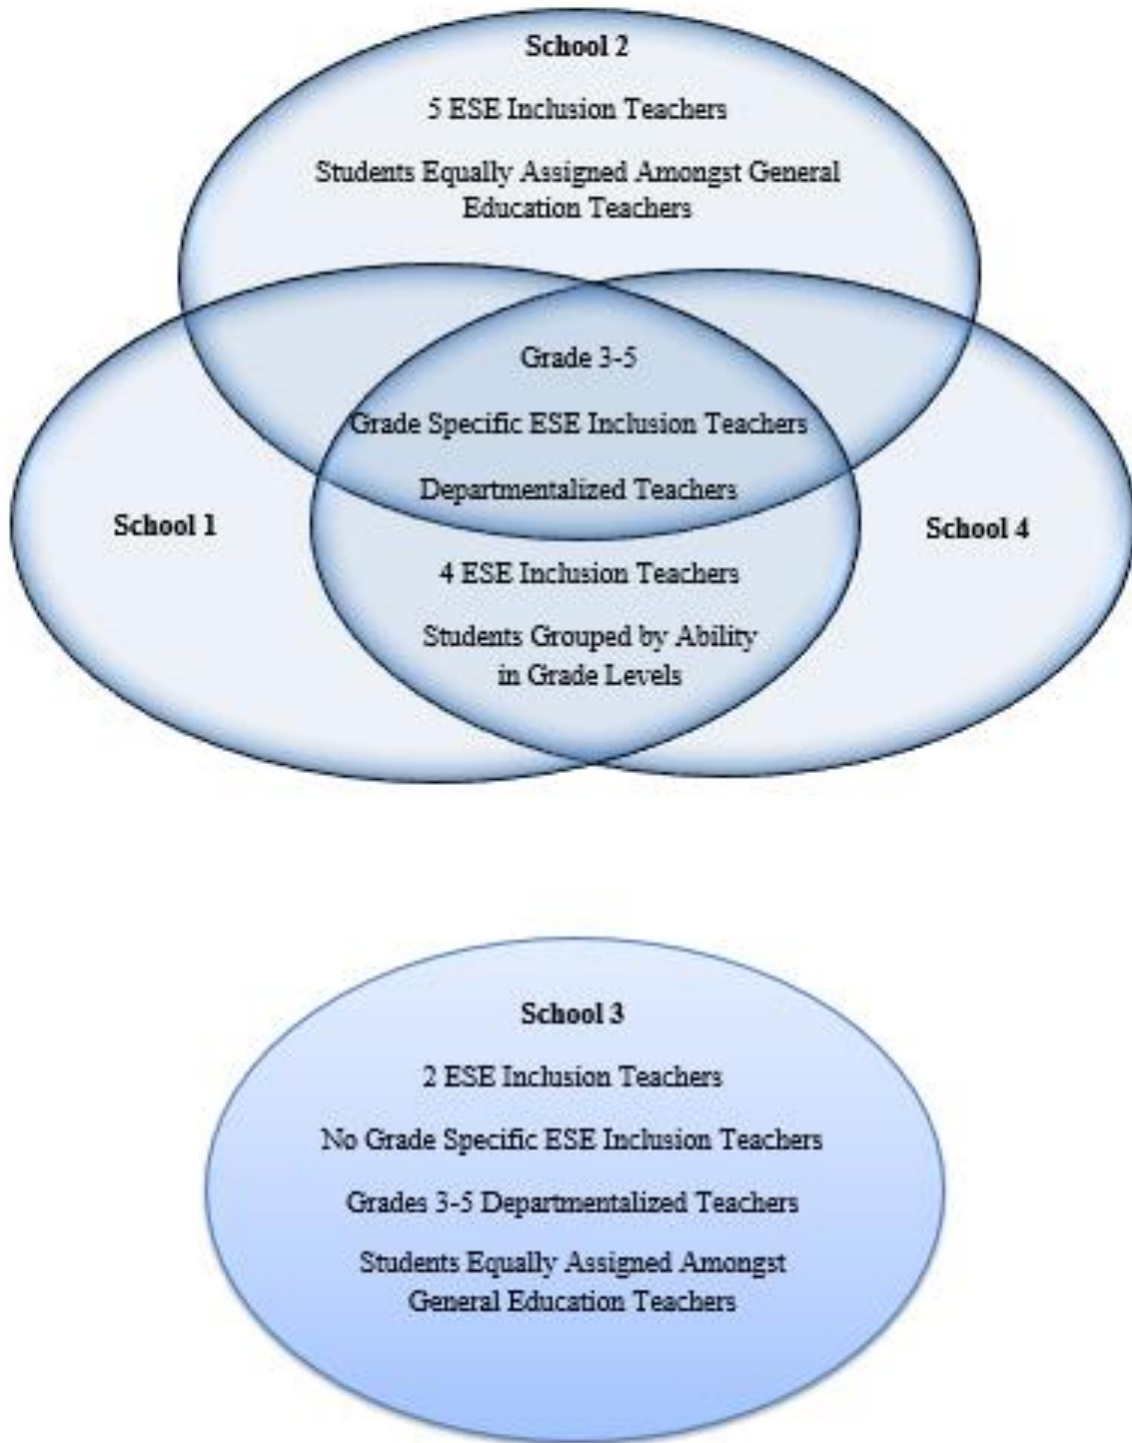 School 2
5 ESE Inclusion Teachers
Students Equally Assigned Amongst General
Education Teachers
Grade 3-5
Grade Specific ESE Inclusion Teachers
Departmentalized Teachers
School 1
School 4
4 ESE Inclusion Teachers
Students Grouped by Ability
in Grade Levels
School 3
2 ESE Inclusion Teachers
No Grade Specific ESE Inclusion Teachers
Grades 3-5 Departmentalized Teachers
Students Equally Assigned Amongst
General Education Teachers